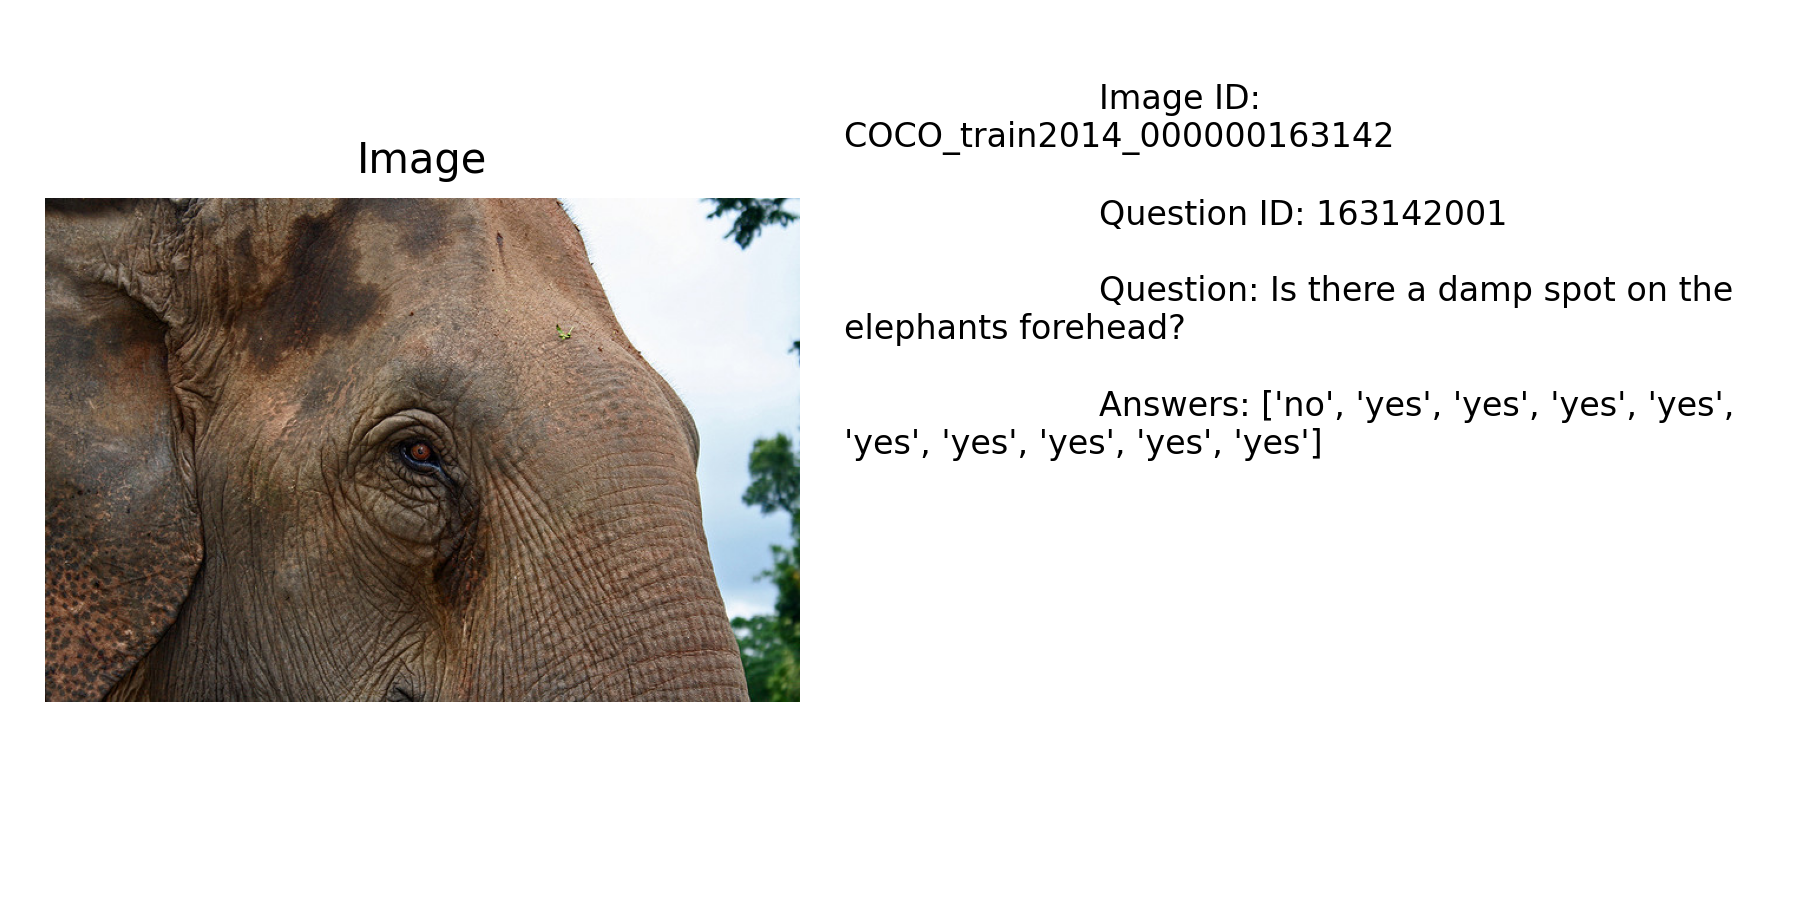 Image
Image ID:
COCO_train2014_000000163142
Question ID: 163142001
Question: Is there a damp spot on the
elephants forehead?
Answers: ['no', 'yes', 'yes', 'yes', 'yes',
'yes', 'yes', 'yes', 'yes', 'yes']